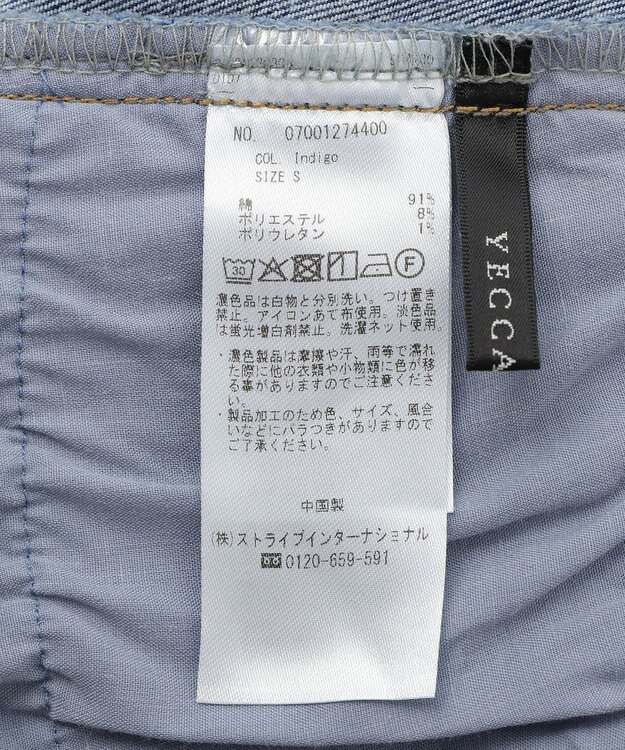 NO. 07001274400
COL. Indigo
SIZE S
綿 91%
ポリエステル 8%
ポリウレタン 1%
30 F
濃色品は白物と分別洗い。つけ置き
禁止。アイロンあて布使用。淡色品
は蛍光増白剤禁止。洗濯ネット使用。
・濃色製品は摩擦や汗、雨等で濡れ
た際に他の衣類や小物類に色が移
る事がありますのでご注意くださ
い。
・製品加工のため色、サイズ、風合
いなどにバラつきがありますので
ご了承ください。
中国製
(株)ストライプインターナショナル
0120-659-591
YECCA